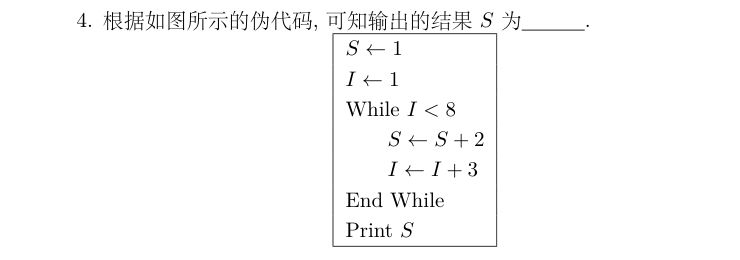 4. 根据如图所示的伪代码, 可知输出的结果 S 为______.
S ← 1
I ← 1
While I < 8
S ← S + 2
I ← I + 3
End While
Print S